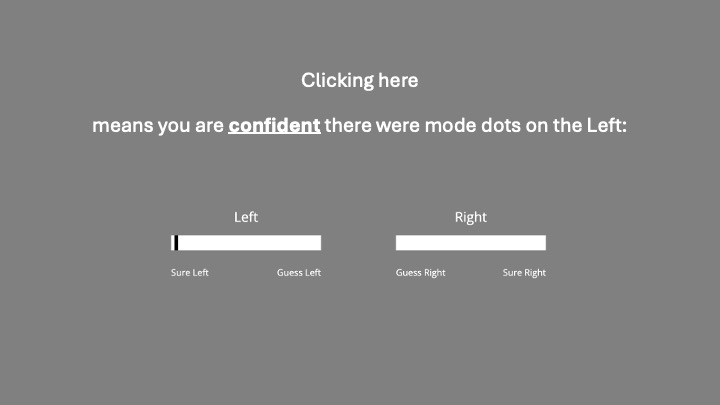 Clicking here
means you are confident there were mode dots on the Left:
Left Right
Sure Left Guess Left Guess Right Sure Right